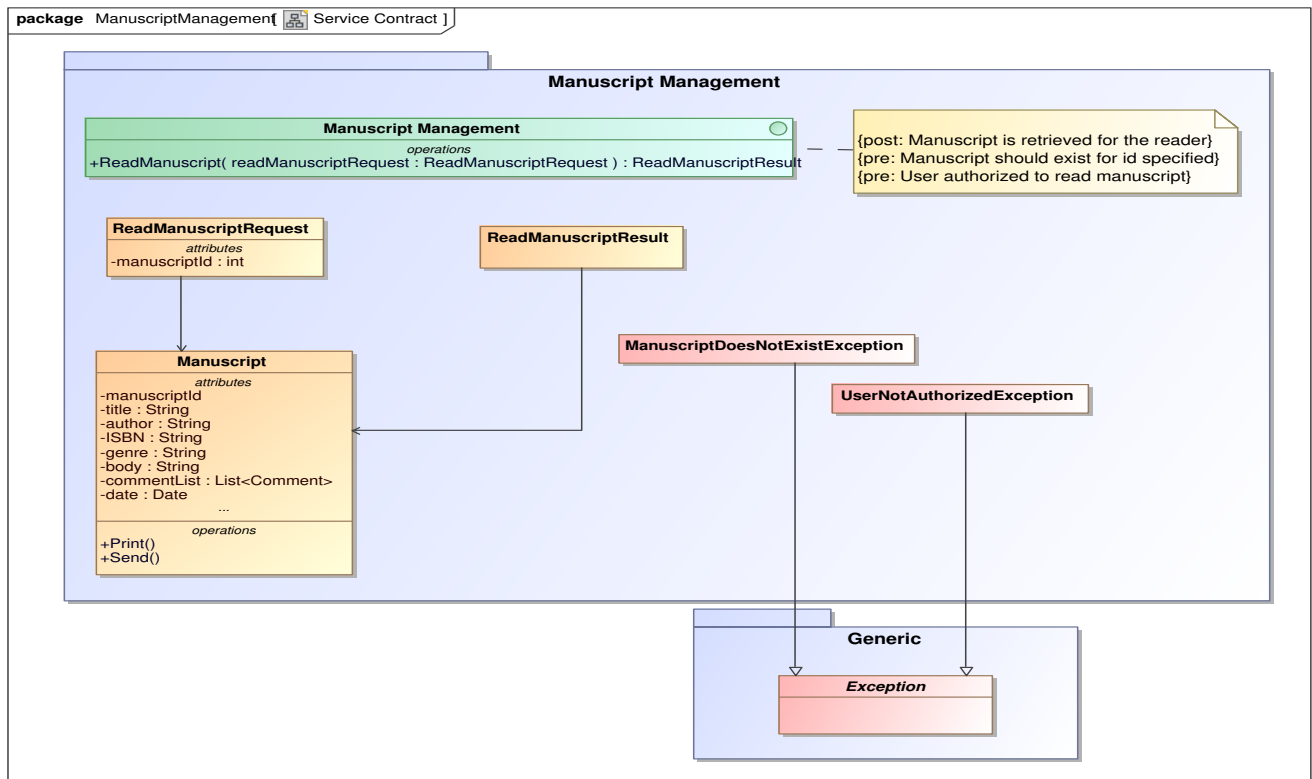 package ManuscriptManagement[ Service Contract ]
Manuscript Management
Manuscript Management
operations
+ReadManuscript( readManuscriptRequest : ReadManuscriptRequest ) : ReadManuscriptResult
{post: Manuscript is retrieved for the reader}
{pre: Manuscript should exist for id specified}
{pre: User authorized to read manuscript}
ReadManuscriptRequest
attributes
-manuscriptId : int
ReadManuscriptResult
ManuscriptDoesNotExistException
UserNotAuthorizedException
Manuscript
attributes
-manuscriptId
-title : String
-author : String
-ISBN : String
-genre : String
-body : String
-commentList : List<Comment>
-date : Date
...
operations
+Print()
+Send()
Generic
Exception